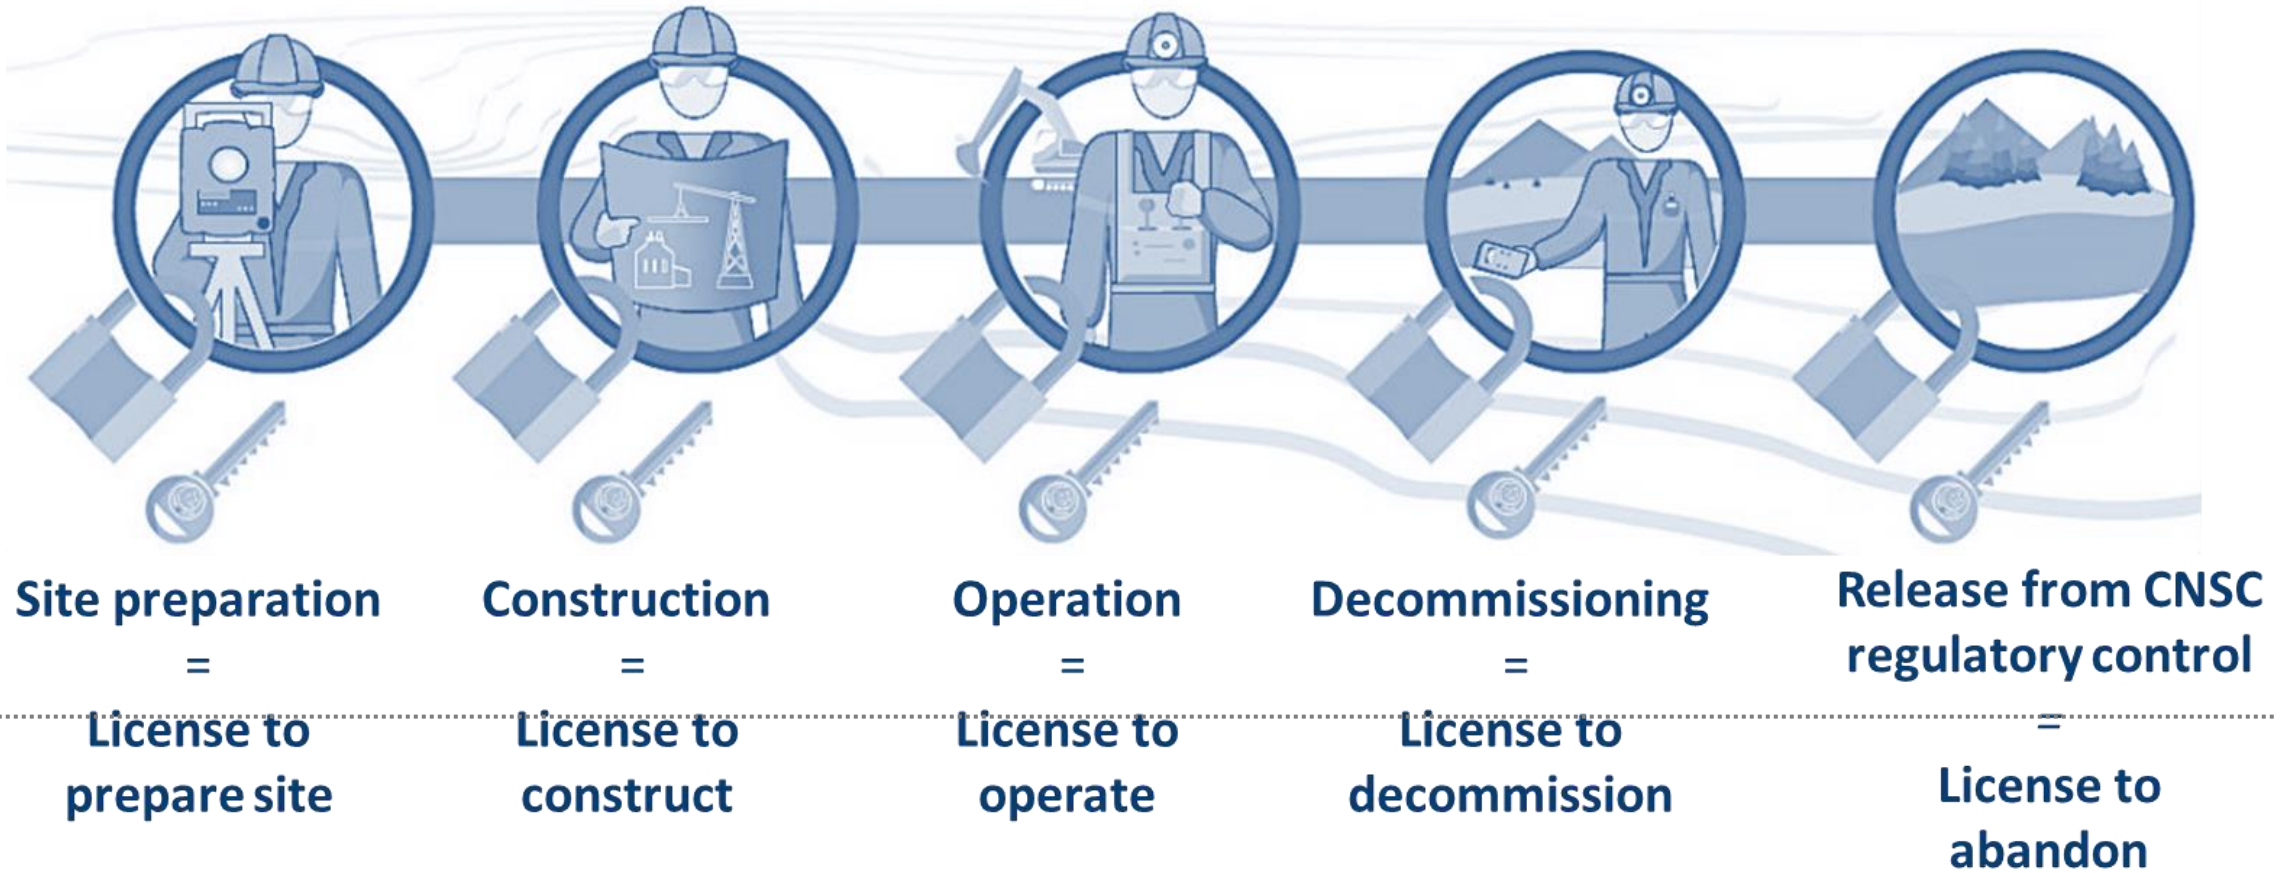 Site preparation
=
License to
prepare site
Construction
=
License to
construct
Operation
=
License to
operate
Decommissioning
=
License to
decommission
Release from CNSC
regulatory control
=
License to
abandon